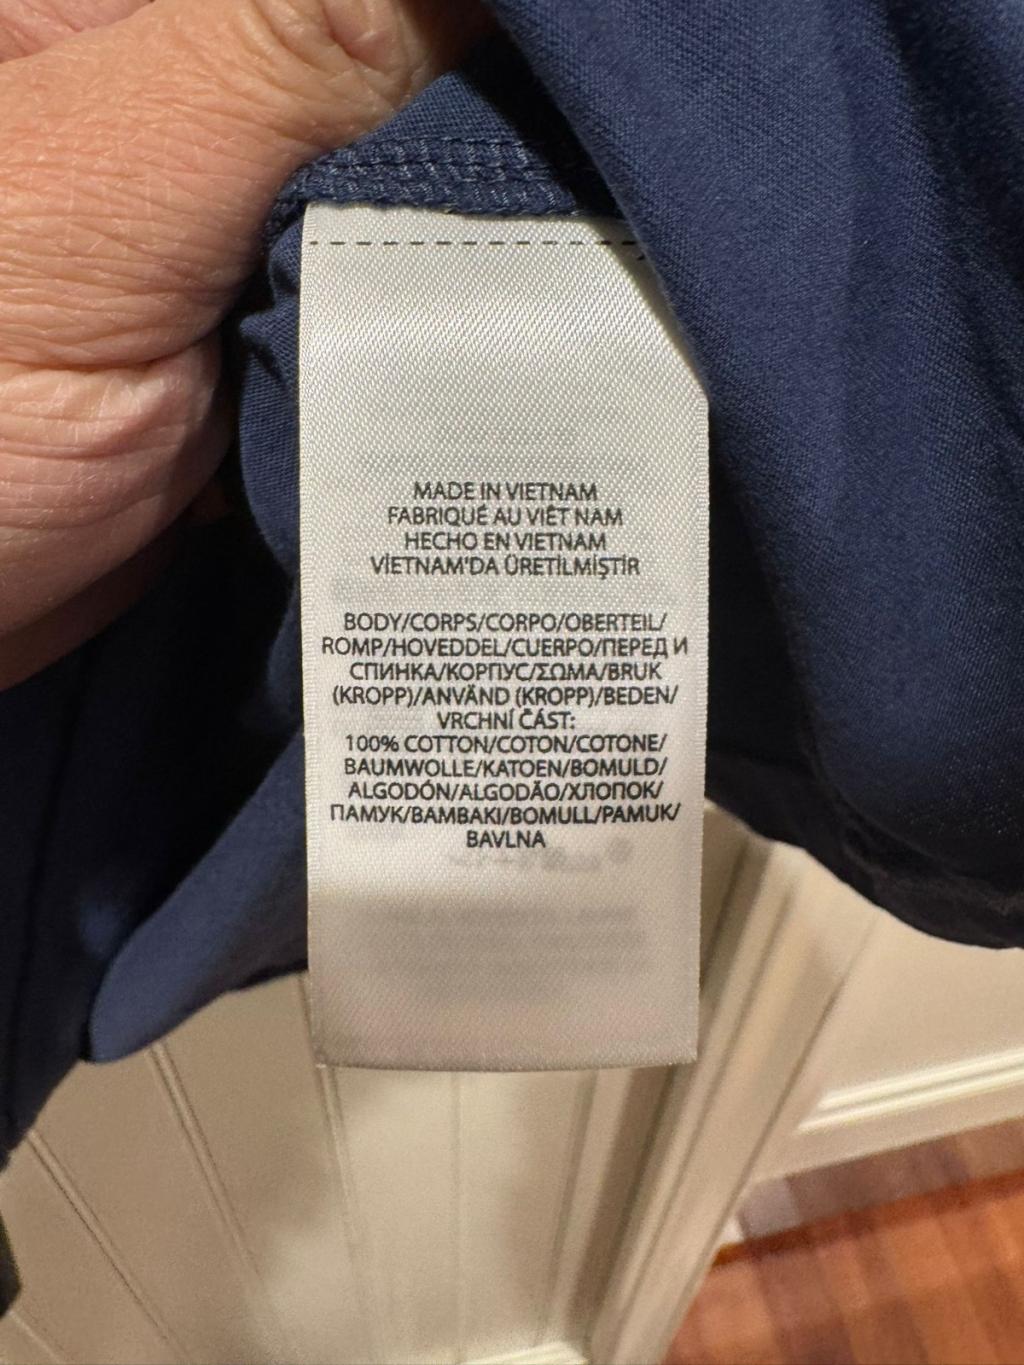 MADE IN VIETNAM
FABRIQUÉ AU VIÊT NAM
HECHO EN VIETNAM
VİETNAM'DA ÜRETİLMİŞTİR
BODY/CORPS/CORPO/OBERTEIL/
ROMP/HOVEDDEL/CUERPO/ПЕРЕД И
СПИНКА/КОРПУС/ΣΩΜΑ/BRUK
(KROPP)/ANVÄND (KROPP)/BEDEN/
VRCHNÍ ČÁST:
100% COTTON/COTON/COTONE/
BAUMWOLLE/KATOEN/BOMULD/
ALGODÓN/ALGODÃO/ХЛОПОК/
ПАМУК/ΒΑΜΒΑΚΙ/BOMULL/PAMUK/
BAVLNA